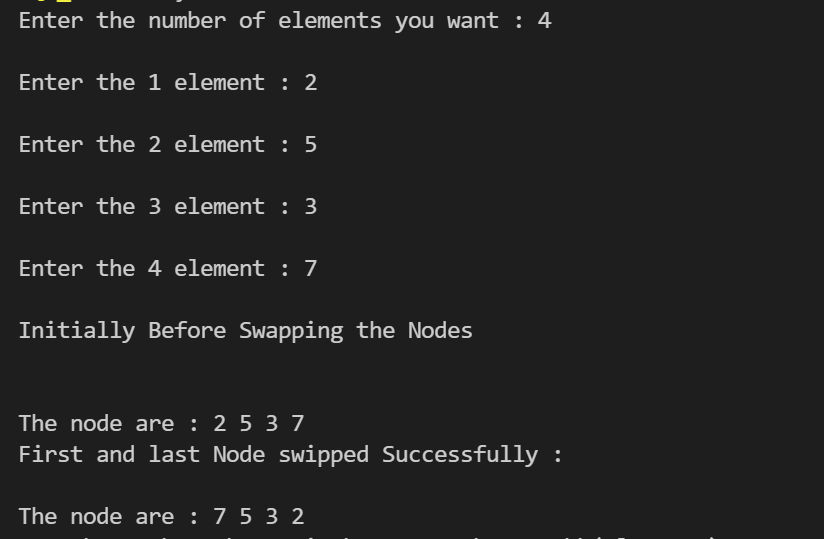 Enter the number of elements you want : 4
Enter the 1 element : 2
Enter the 2 element : 5
Enter the 3 element : 3
Enter the 4 element : 7
Initially Before Swapping the Nodes
The node are : 2 5 3 7
First and last Node swipped Successfully :
The node are : 7 5 3 2